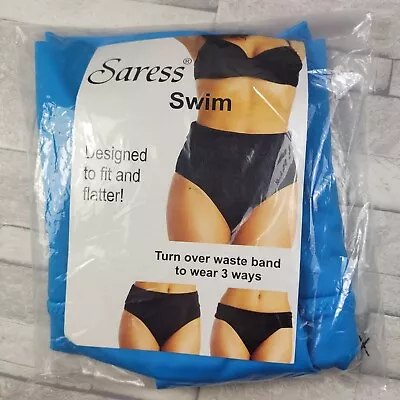 Saress®
Swim
Designed
to fit and
flatter!
Turn over waste band
to wear 3 ways
X